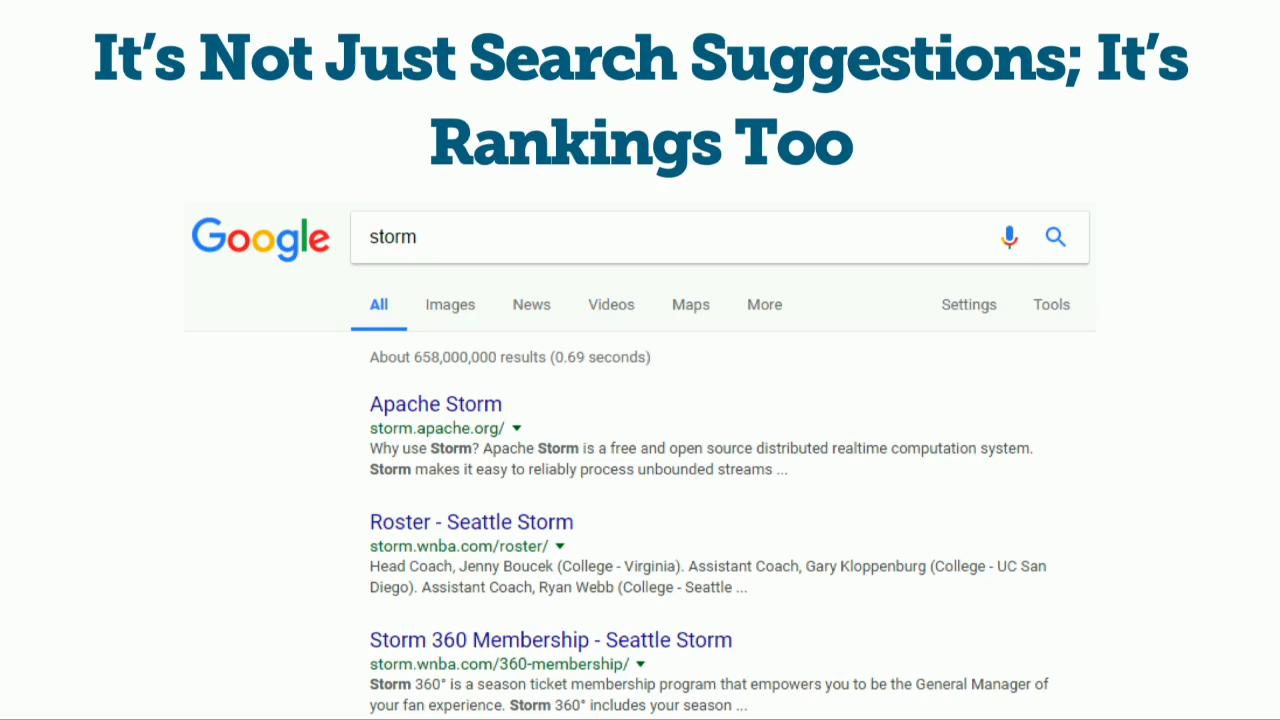 It's Not Just Search Suggestions; It's
Rankings Too
Google
storm
All Images News Videos Maps More Settings Tools
About 658,000,000 results (0.69 seconds)
Apache Storm
storm.apache.org/
Why use Storm? Apache Storm is a free and open source distributed realtime computation system.
Storm makes it easy to reliably process unbounded streams ...
Roster - Seattle Storm
storm.wnba.com/roster/
Head Coach, Jenny Boucek (College - Virginia). Assistant Coach, Gary Kloppenburg (College - UC San
Diego). Assistant Coach, Ryan Webb (College - Seattle ...
Storm 360 Membership - Seattle Storm
storm.wnba.com/360-membership/
Storm 360° is a season ticket membership program that empowers you to be the General Manager of
your fan experience. Storm 360° includes your season ...